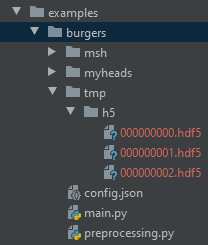 examples
burgers
msh
myheads
tmp
h5
000000000.hdf5
000000001.hdf5
000000002.hdf5
config.json
main.py
preprocessing.py